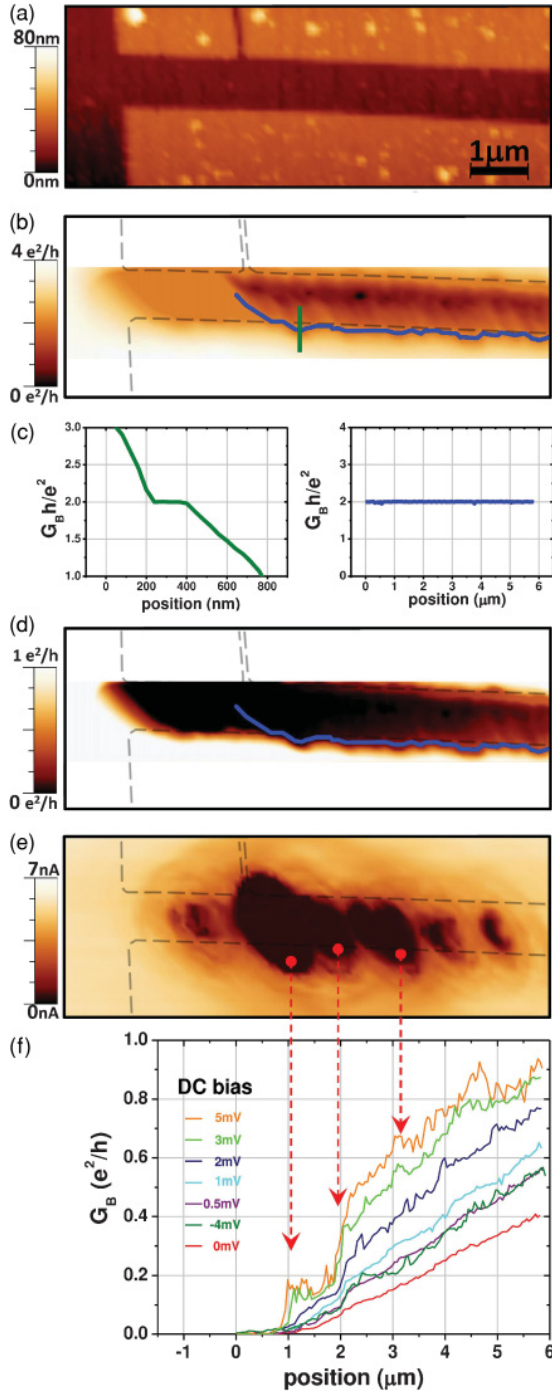 (a)
80nm
0nm
1μm
(b)
4 e²/h
0 e²/h
(c)
3.0
2.5
2.0
1.5
1.0
G_B h/e²
0 200 400 600 800
position (nm)
4
3
2
1
0
G_B h/e²
0 1 2 3 4 5 6
position (μm)
(d)
1 e²/h
0 e²/h
(e)
7nA
0nA
(f)
1.0
0.8
0.6
0.4
0.2
0.0
G_B (e²/h)
DC bias
5mV
3mV
2mV
1mV
0.5mV
-4mV
0mV
-1 0 1 2 3 4 5 6
position (μm)